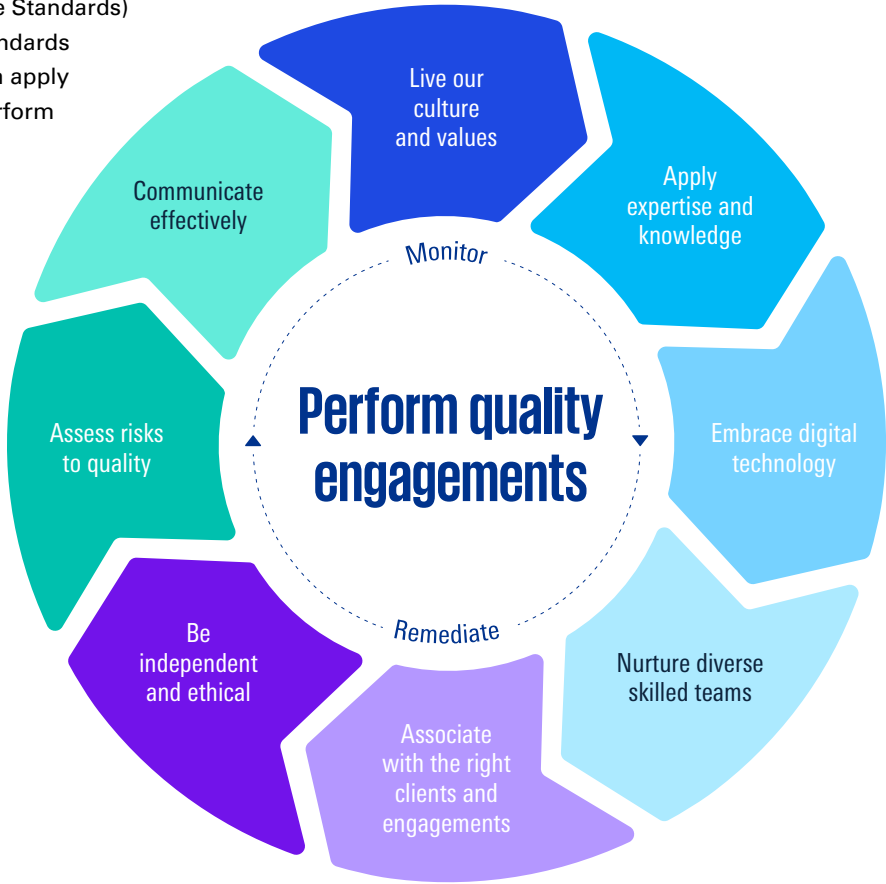 e Standards)
ndards
n apply
rform
Live our
culture
and values
Apply
expertise and
knowledge
Embrace digital
technology
Nurture diverse
skilled teams
Associate
with the right
clients and
engagements
Be
independent
and ethical
Assess risks
to quality
Communicate
effectively
Monitor
Perform quality
engagements
Remediate